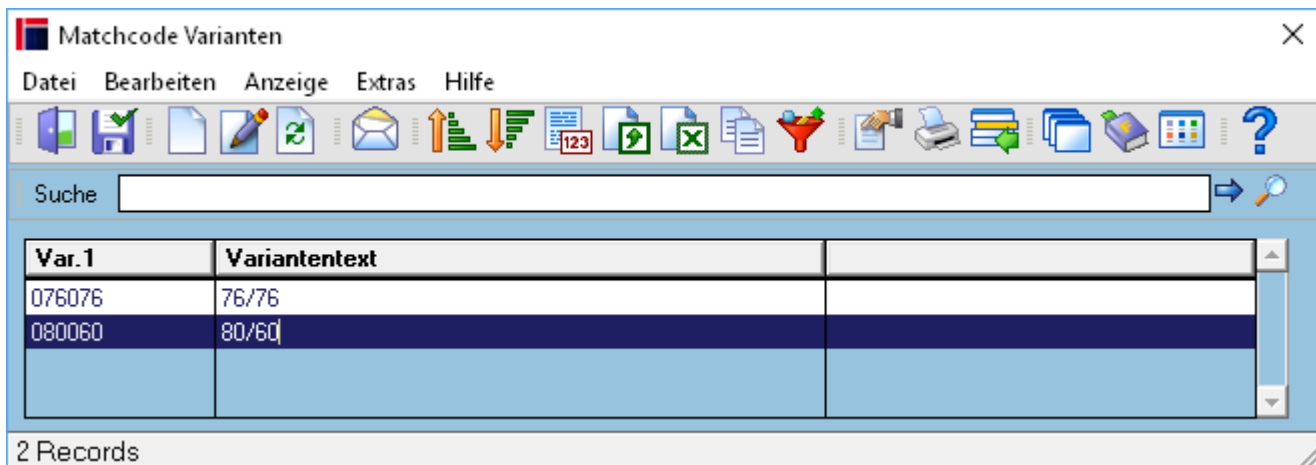 Matchcode Varianten
Datei Bearbeiten Anzeige Extras Hilfe
123
Suche
Var.1 Variantentext
076076 76/76
080060 80/60
2 Records